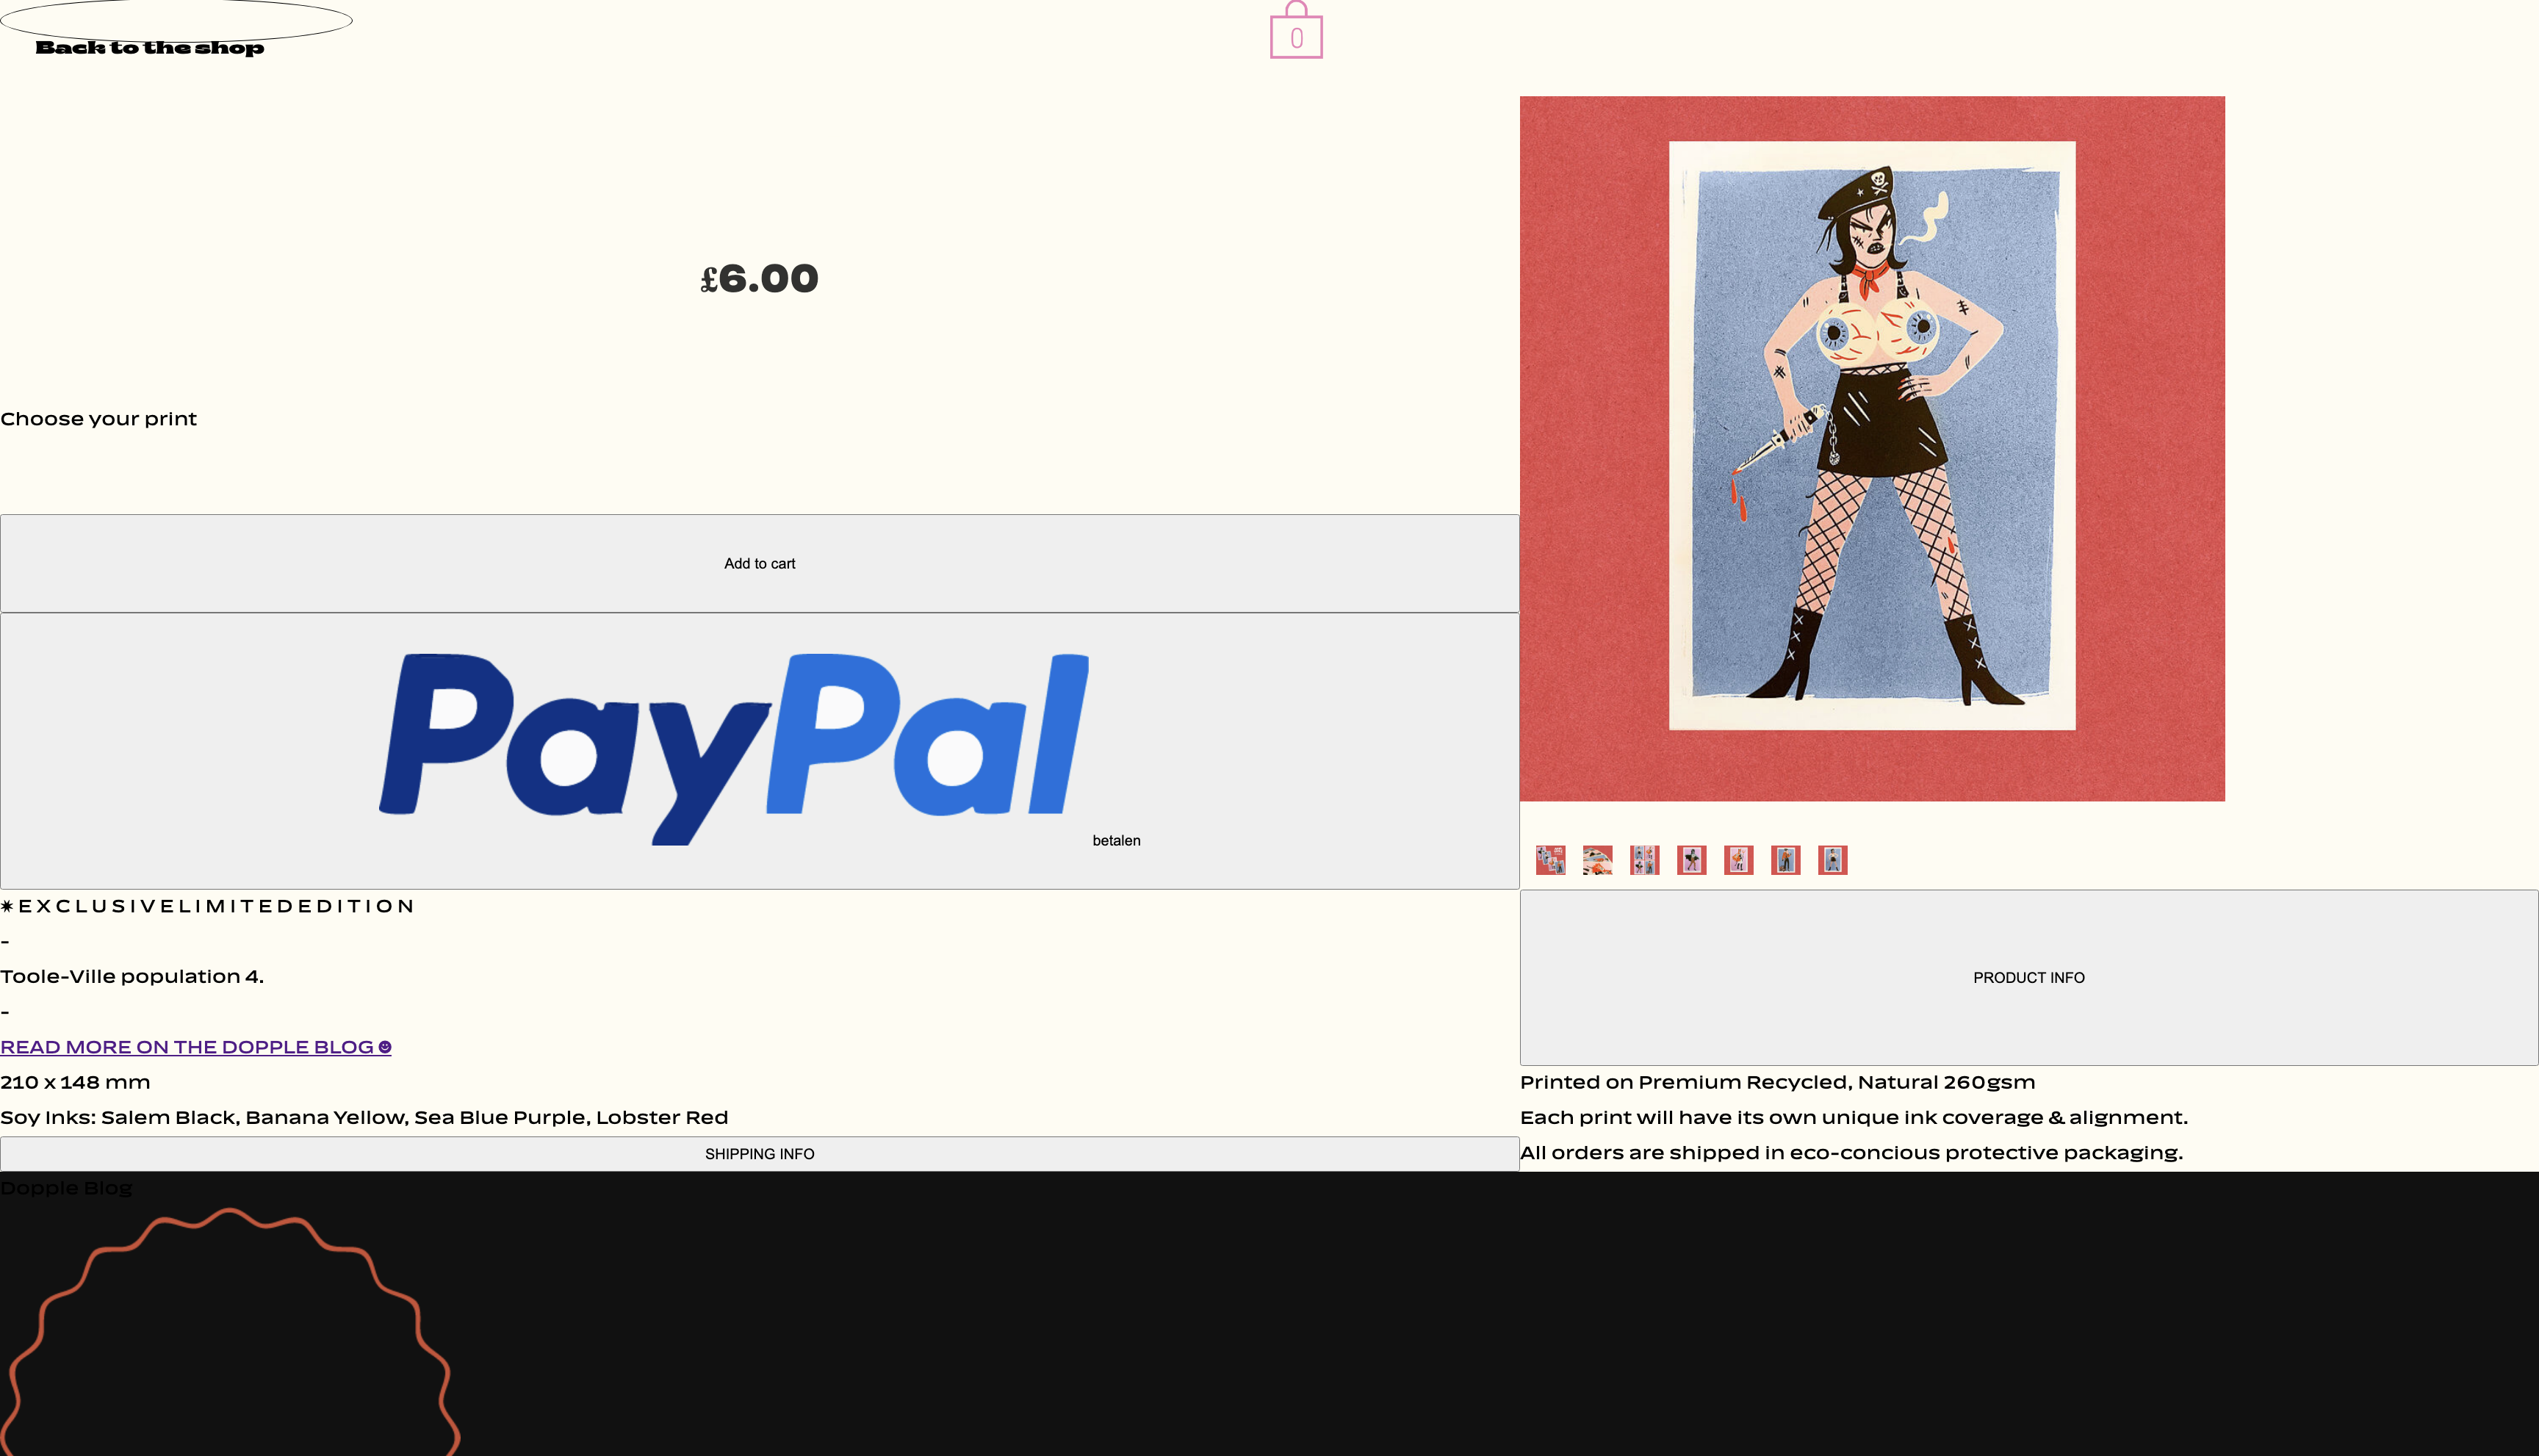 Back to the shop
0
£6.00
Choose your print
Add to cart
PayPal betalen
✷ E X C L U S I V E L I M I T E D E D I T I O N
-
Toole-Ville population 4.
-
READ MORE ON THE DOPPLE BLOG ☻
PRODUCT INFO
210 x 148 mm
Printed on Premium Recycled, Natural 260gsm
Soy Inks: Salem Black, Banana Yellow, Sea Blue Purple, Lobster Red
Each print will have its own unique ink coverage & alignment.
SHIPPING INFO
All orders are shipped in eco-concious protective packaging.
Dopple Blog